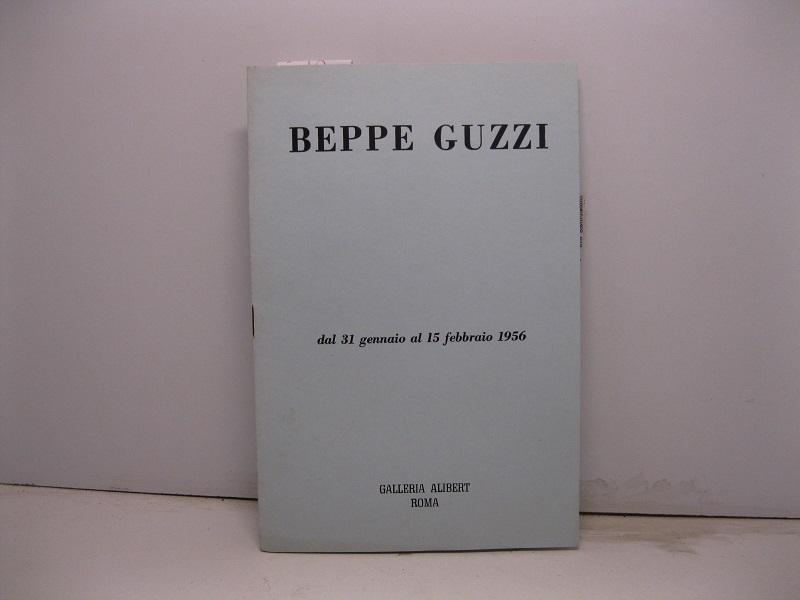 BEPPE GUZZI
dal 31 gennaio al 15 febbraio 1956
GALLERIA ALIBERT
ROMA